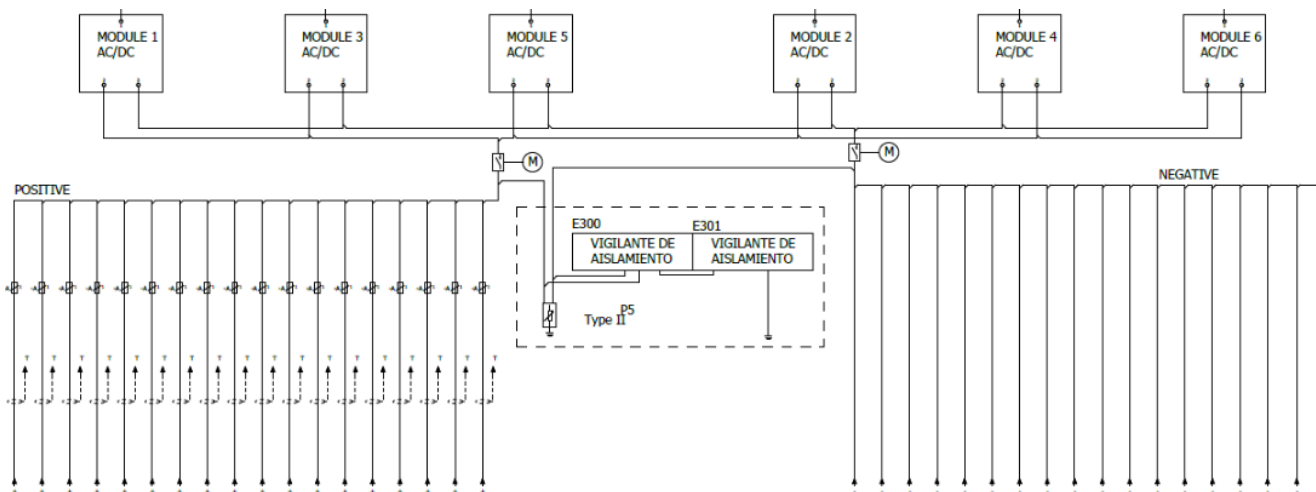 MODULE 1
AC/DC
MODULE 3
AC/DC
MODULE 5
AC/DC
MODULE 2
AC/DC
MODULE 4
AC/DC
MODULE 6
AC/DC
M
M
POSITIVE
NEGATIVE
E300
E301
VIGILANTE DE
AISLAMIENTO
VIGILANTE DE
AISLAMIENTO
P5
Type II